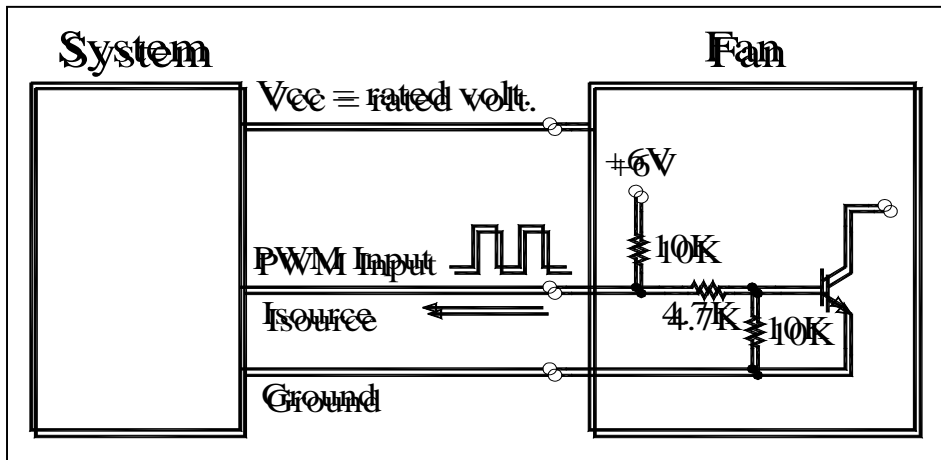 System
Fan
Vcc = rated volt.
+6V
10K
PWM Input
Isource
4.7K
10K
Ground